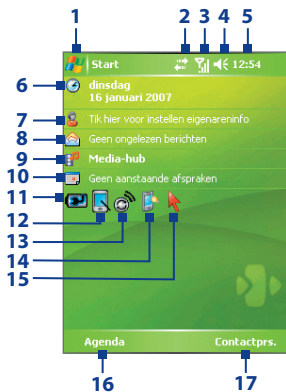 1
2 3 4 5
Start 12:54
6 dinsdag
16 januari 2007
7 Tik hier voor instellen eigenareninfo
8 Geen ongelezen berichten
9 Media-hub
10 Geen aanstaande afspraken
11
12
13
14
15
Agenda Contactprs.
16 17